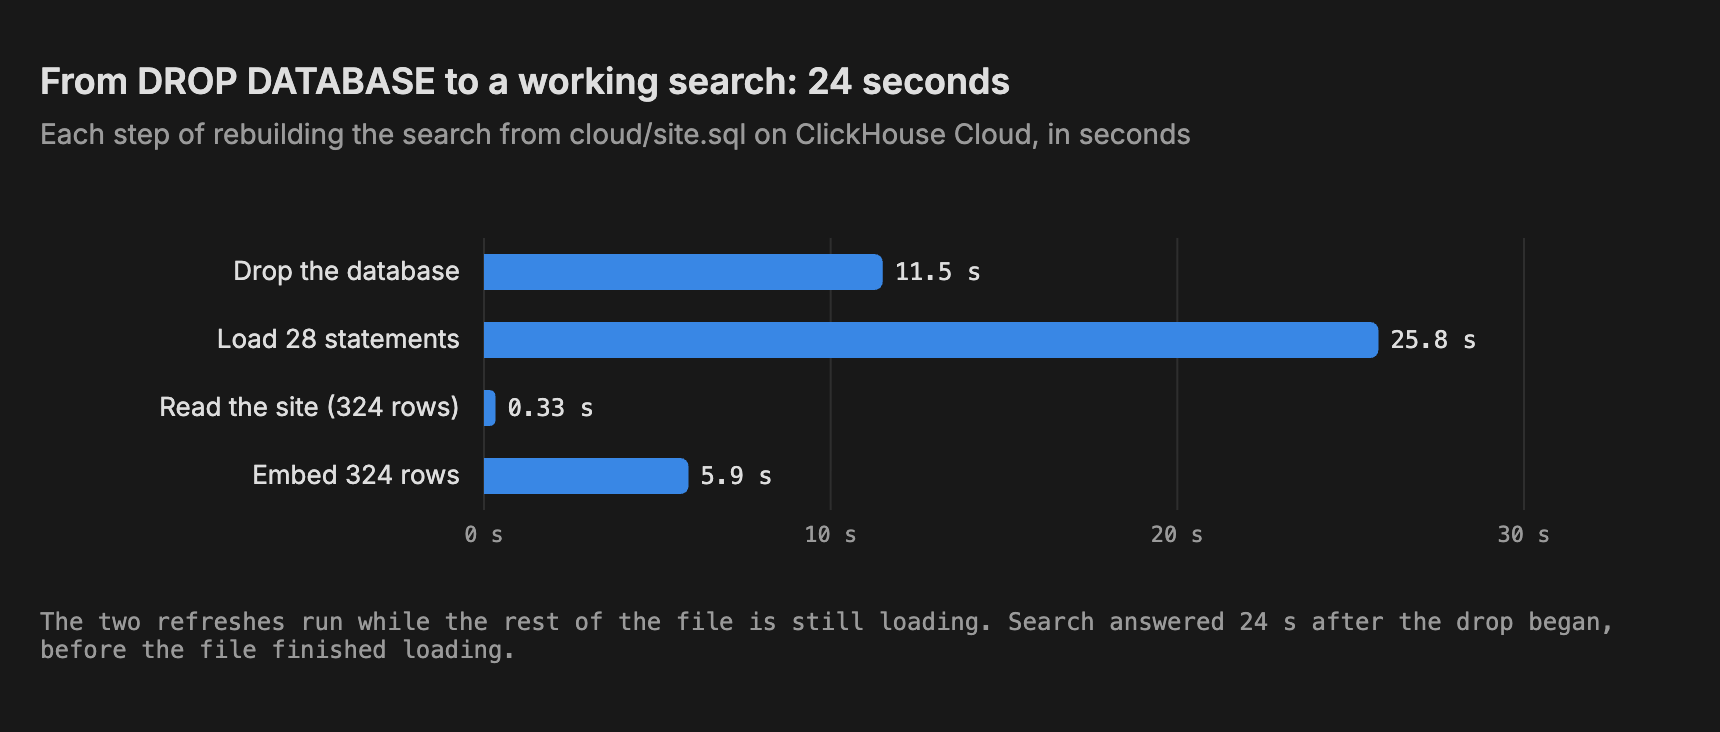 From DROP DATABASE to a working search: 24 seconds
Each step of rebuilding the search from cloud/site.sql on ClickHouse Cloud, in seconds
Drop the database
11.5 s
Load 28 statements
25.8 s
Read the site (324 rows)
0.33 s
Embed 324 rows
5.9 s
0 s
10 s
20 s
30 s
The two refreshes run while the rest of the file is still loading. Search answered 24 s after the drop began,
before the file finished loading.